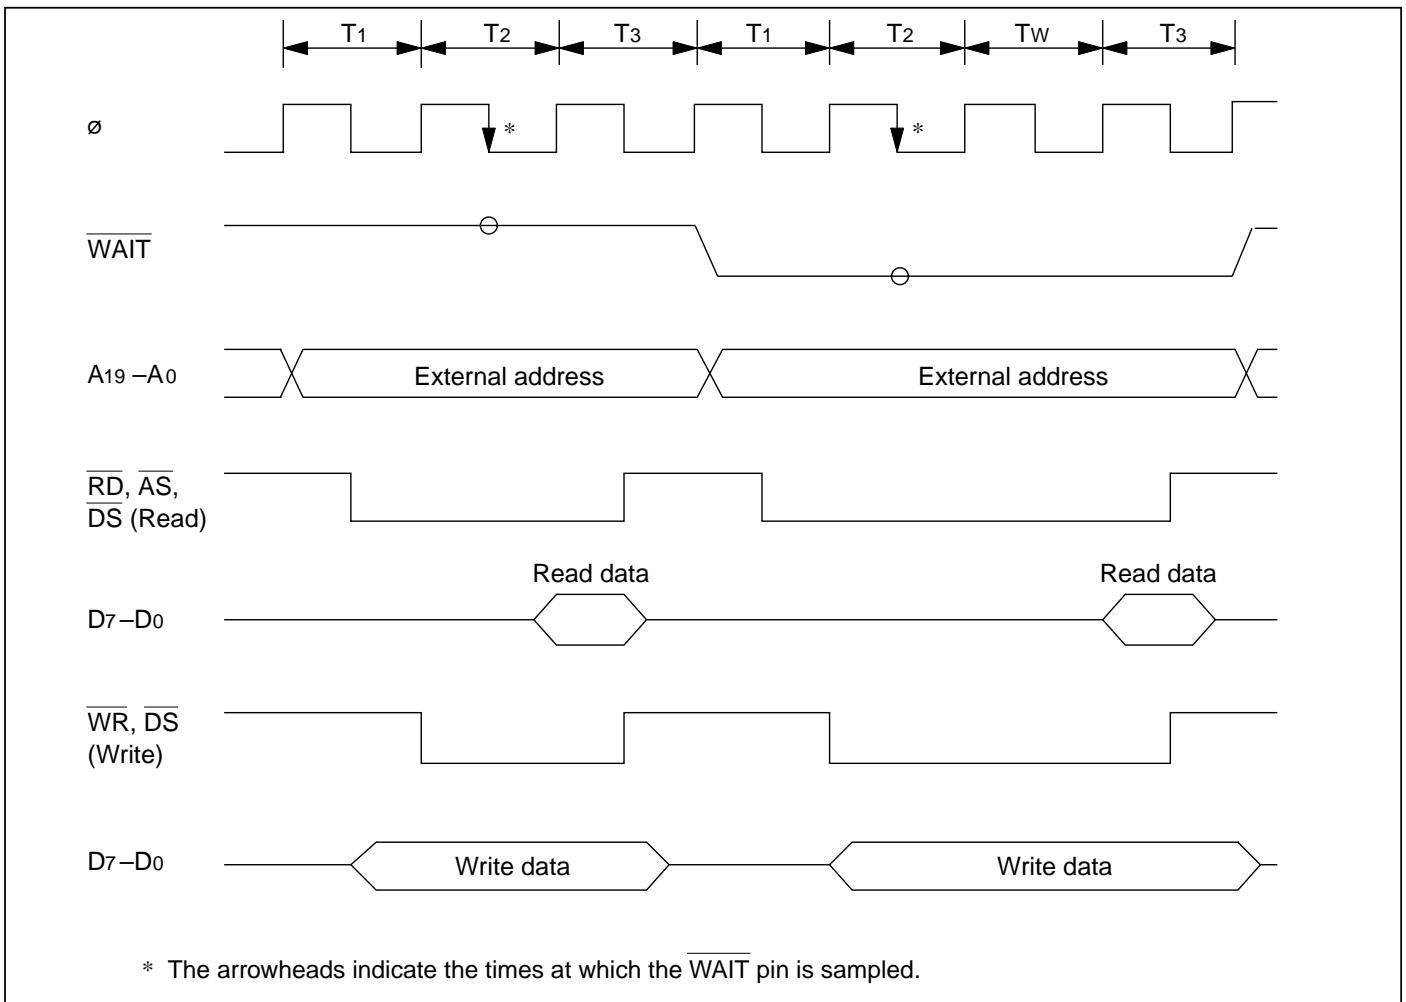 T1 T2 T3 T1 T2 TW T3
ø * *
WAIT
A19 –A0 External address External address
RD, AS,
DS (Read)
Read data Read data
D7–D0
WR, DS
(Write)
D7–D0 Write data Write data
* The arrowheads indicate the times at which the WAIT pin is sampled.